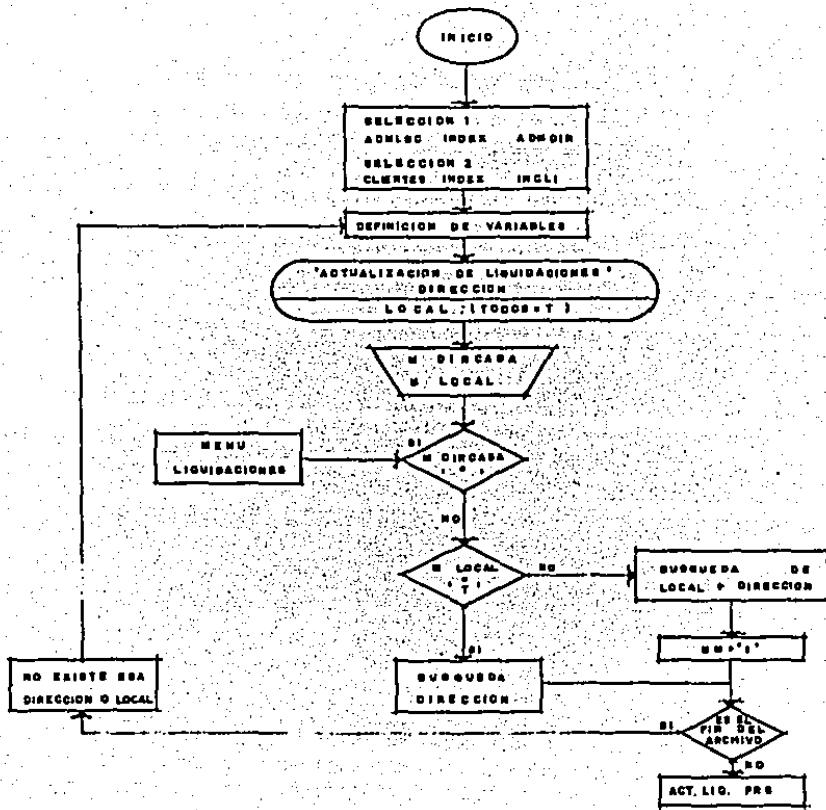 INICIO
SELECCION 1
ADMLSC INDEX ADMDIR
SELECCION 2
CLIENTES INDEX INCLI
DEFINICION DE VARIABLES
"ACTUALIZACION DE LIQUIDACIONES"
DIRECCION
LOCAL (TODOS=T)
M DIRCASA
M LOCAL
MENU
LIQUIDACIONES
SI
M DIRCASA
NO
M LOCAL
T
NO
BUSQUEDA DE
LOCAL + DIRECCION
SI
BUSQUEDA
DIRECCION
NO EXISTE ESA
DIRECCION O LOCAL
SI
ES EL
FIN DEL
ARCHIVO
NO
ACT. LIQ. PRG